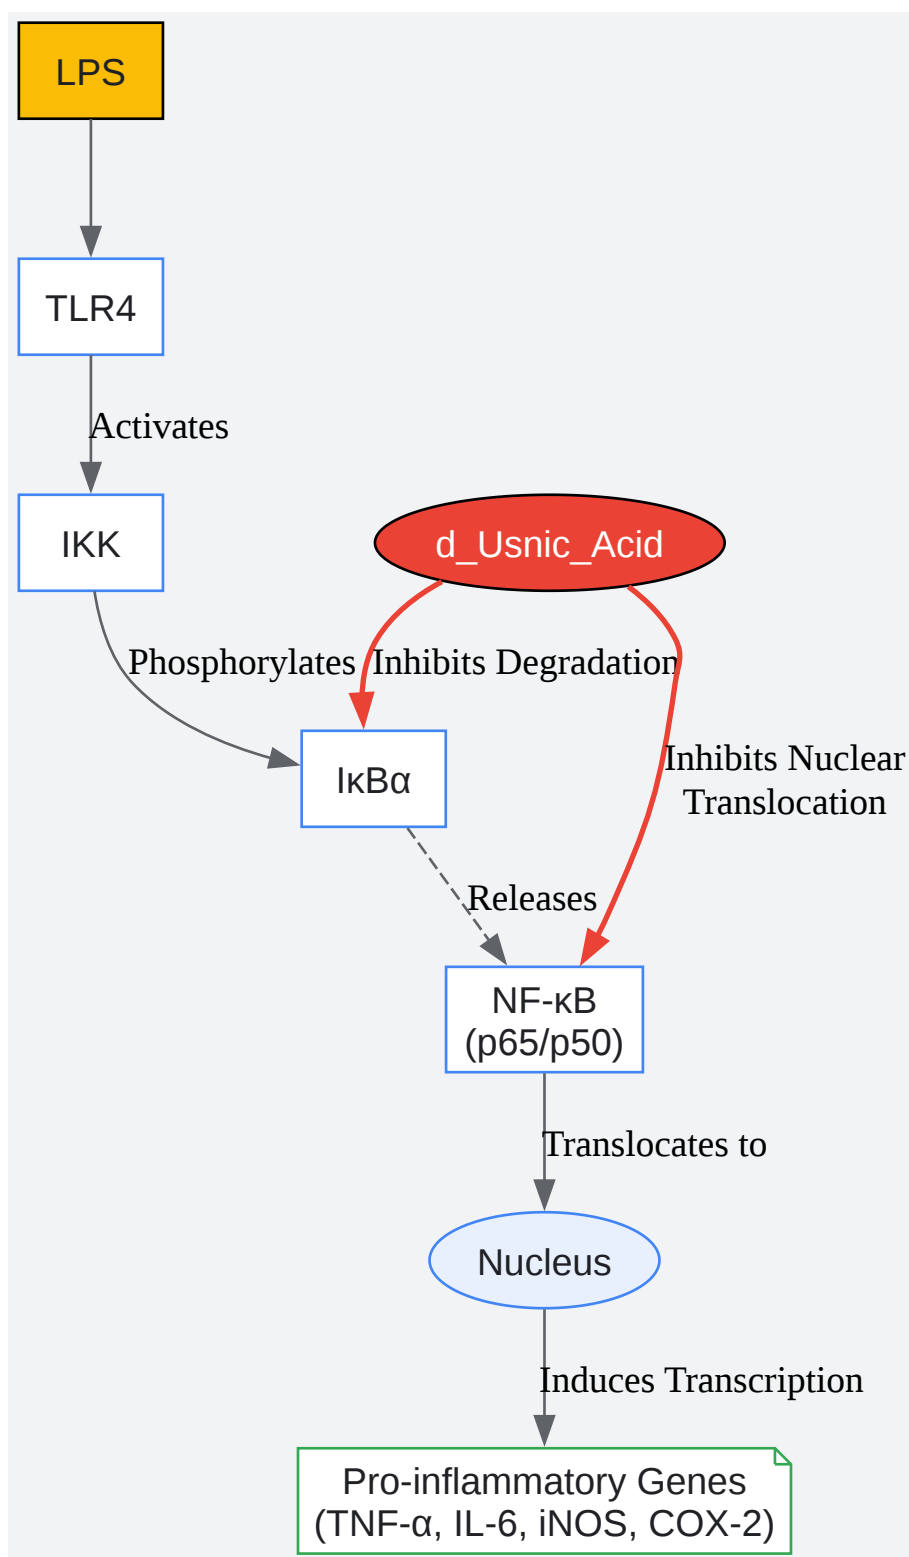 LPS
TLR4
Activates
IKK
d_Usnic_Acid
Phosphorylates
Inhibits Degradation
IκBα
Inhibits Nuclear
Translocation
Releases
NF-κB
(p65/p50)
Translocates to
Nucleus
Induces Transcription
Pro-inflammatory Genes
(TNF-α, IL-6, iNOS, COX-2)